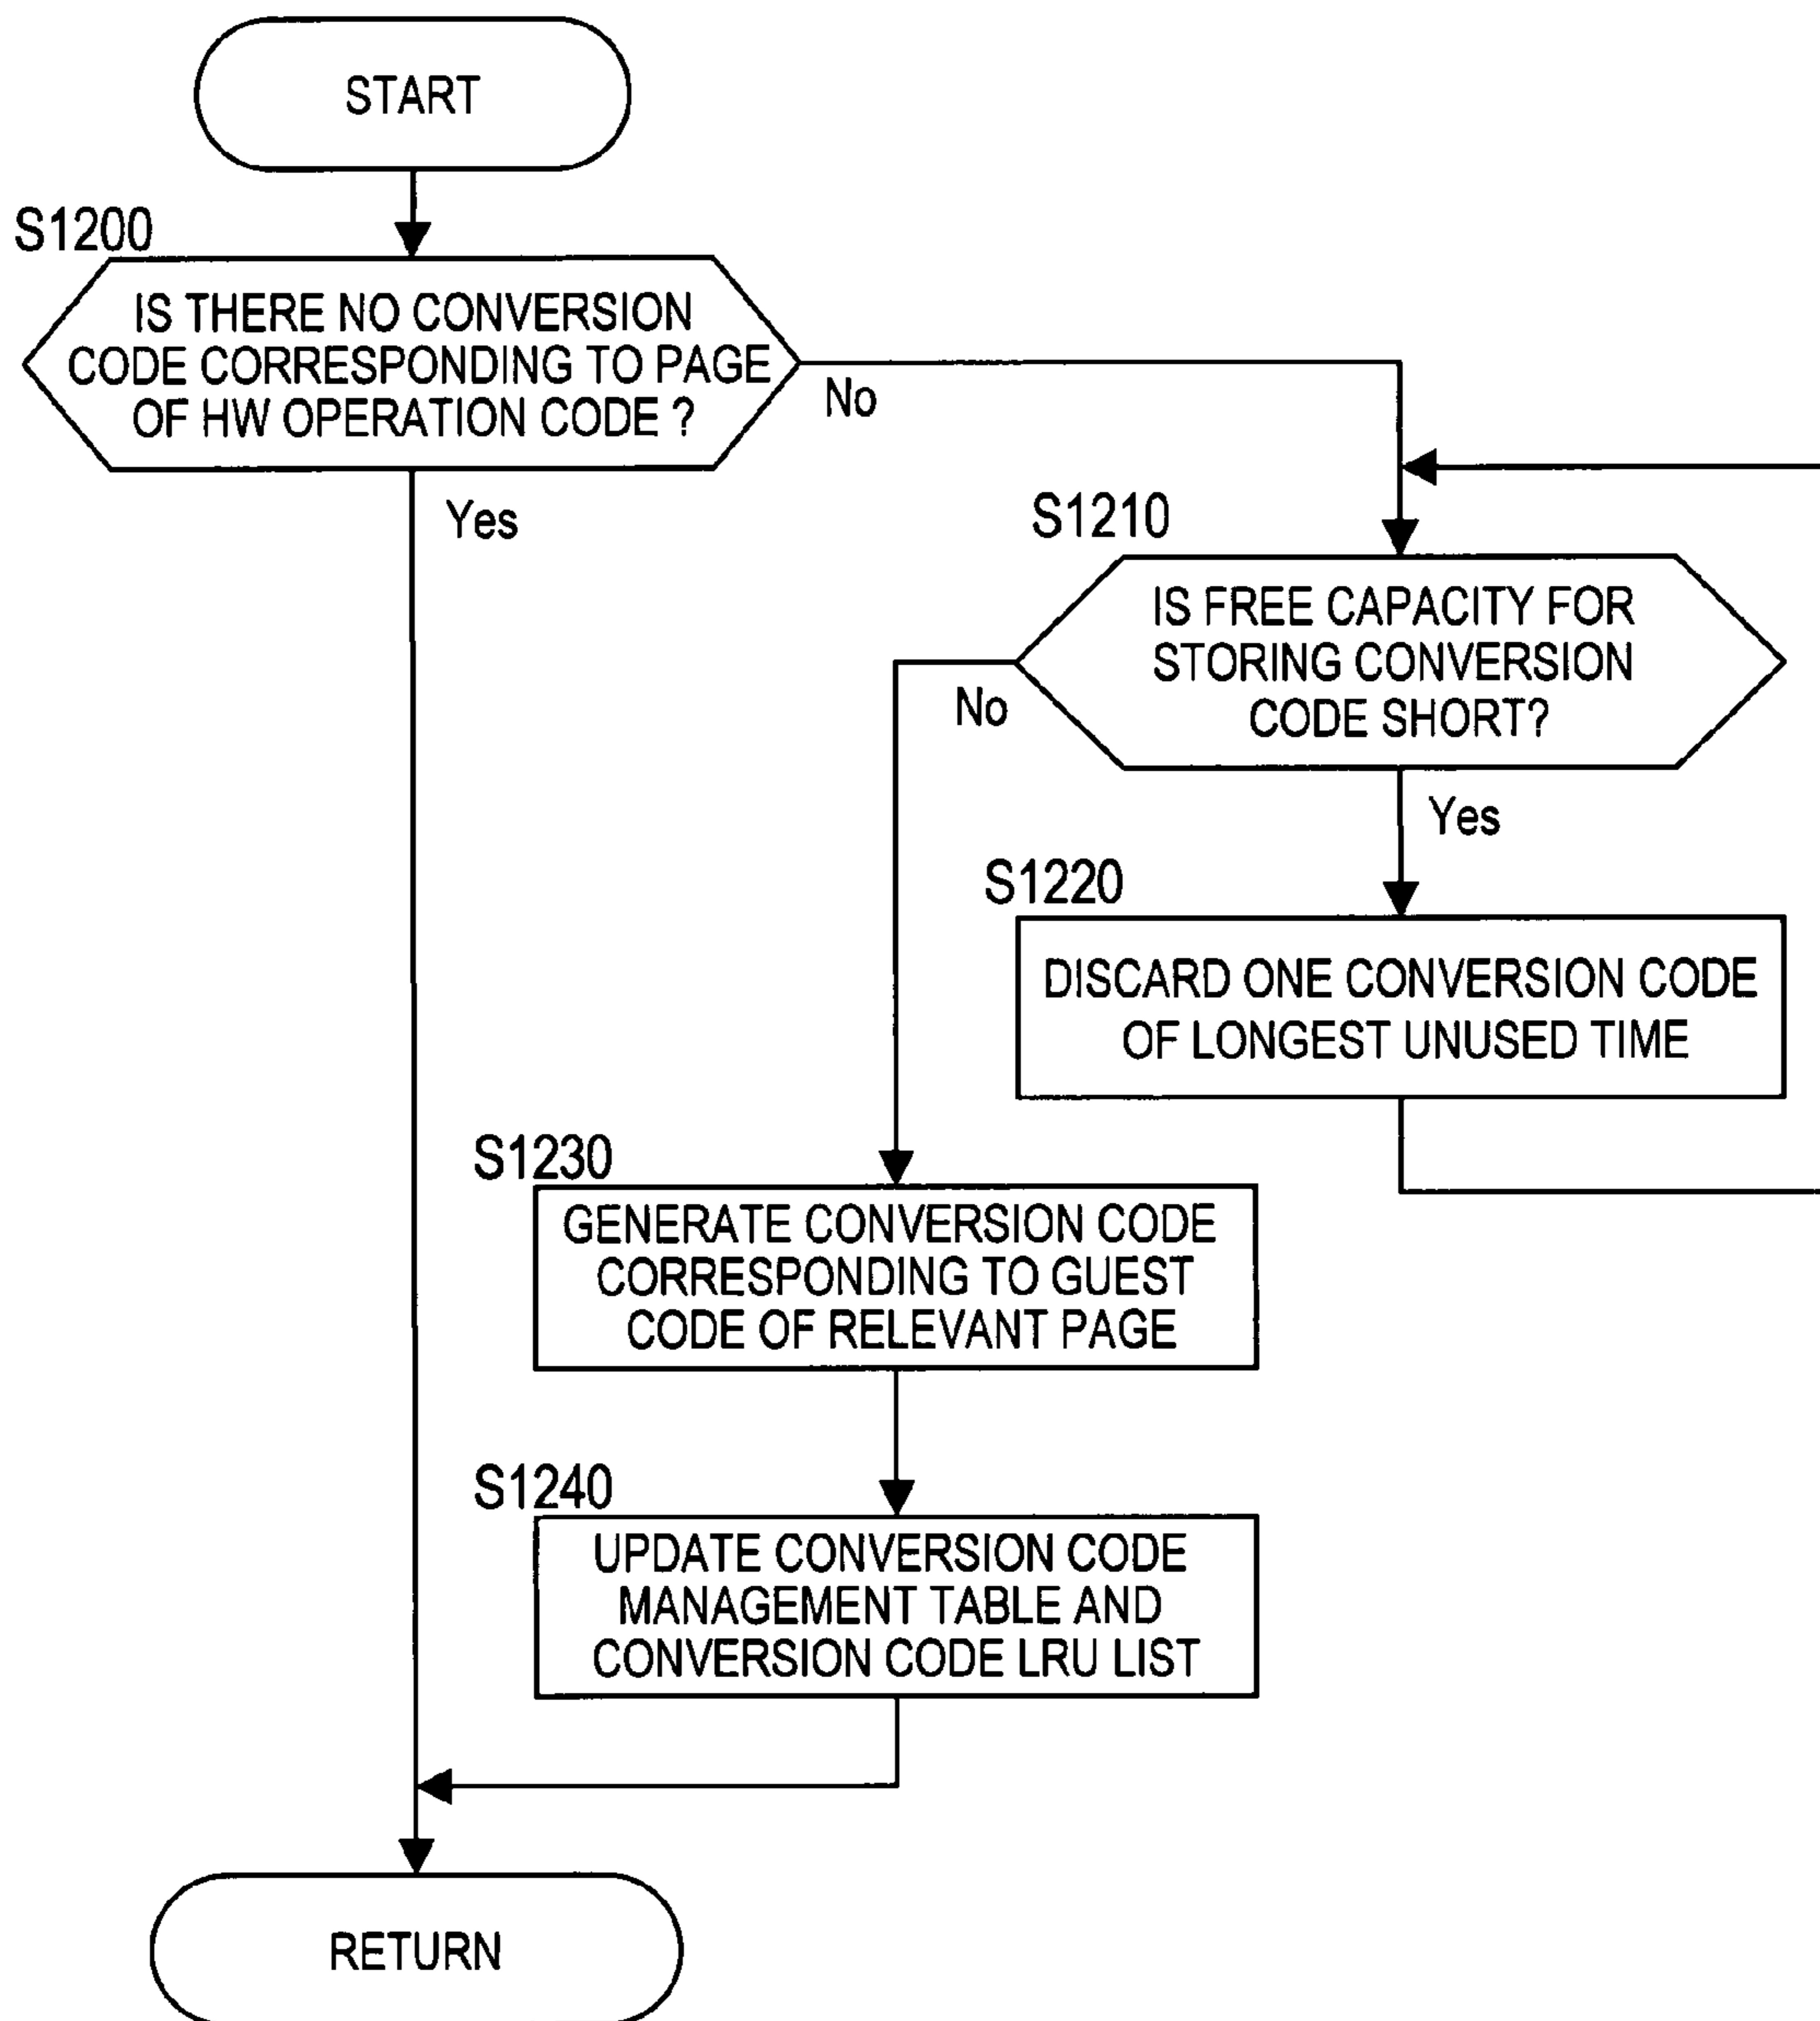 START
S1200
IS THERE NO CONVERSION
CODE CORRESPONDING TO PAGE
OF HW OPERATION CODE ?
No
Yes
S1210
IS FREE CAPACITY FOR
STORING CONVERSION
CODE SHORT?
No
Yes
S1220
DISCARD ONE CONVERSION CODE
OF LONGEST UNUSED TIME
S1230
GENERATE CONVERSION CODE
CORRESPONDING TO GUEST
CODE OF RELEVANT PAGE
S1240
UPDATE CONVERSION CODE
MANAGEMENT TABLE AND
CONVERSION CODE LRU LIST
RETURN